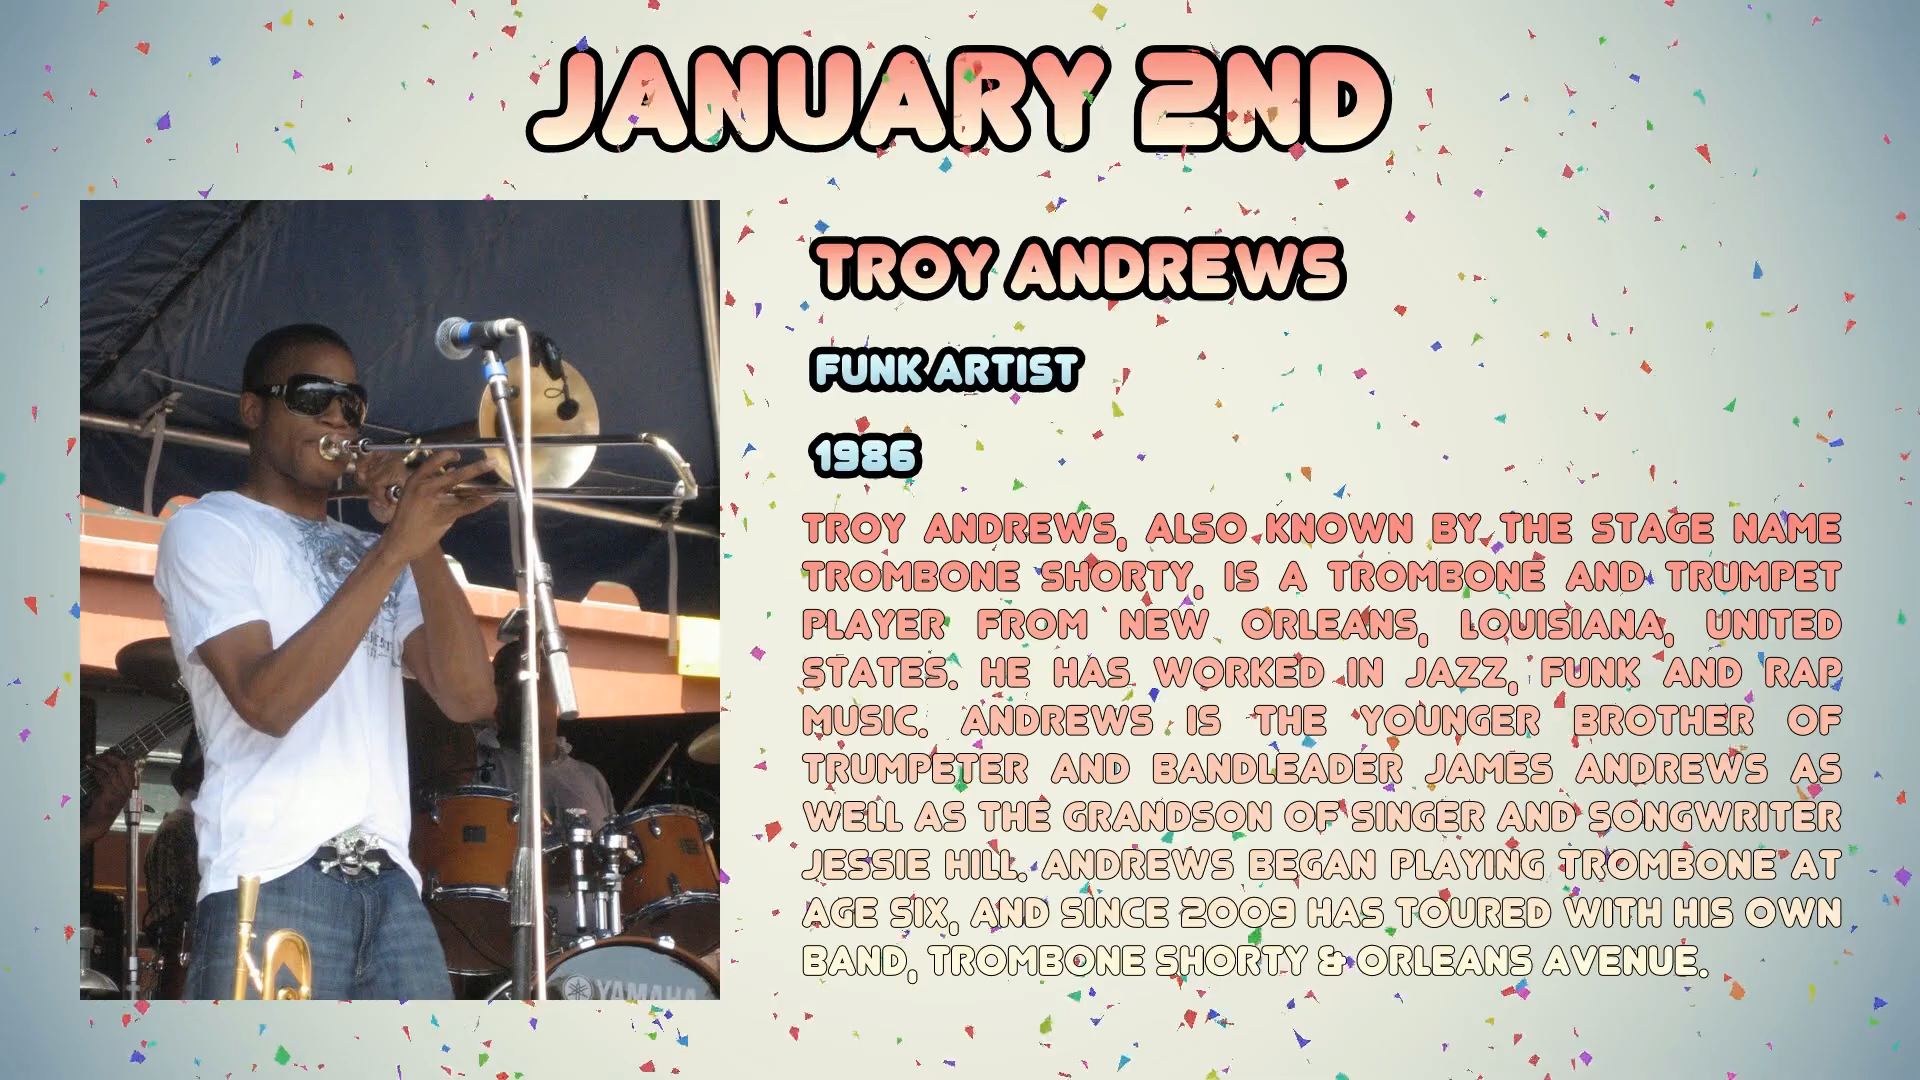 JANUARY 2ND
TROY ANDREWS
FUNK ARTIST
1986
TROY ANDREWS, ALSO KNOWN BY THE STAGE NAME
TROMBONE SHORTY, IS A TROMBONE AND TRUMPET
PLAYER FROM NEW ORLEANS, LOUISIANA, UNITED
STATES. HE HAS WORKED IN JAZZ, FUNK AND RAP
MUSIC. ANDREWS IS THE YOUNGER BROTHER OF
TRUMPETER AND BANDLEADER JAMES ANDREWS AS
WELL AS THE GRANDSON OF SINGER AND SONGWRITER
JESSIE HILL. ANDREWS BEGAN PLAYING TROMBONE AT
AGE SIX, AND SINCE 2009 HAS TOURED WITH HIS OWN
BAND, TROMBONE SHORTY & ORLEANS AVENUE.
YAMAHA